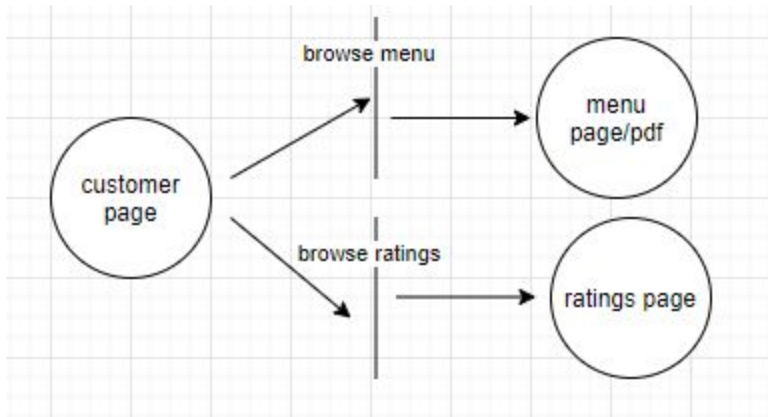 browse menu
menu
page/pdf
customer
page
browse ratings
ratings page